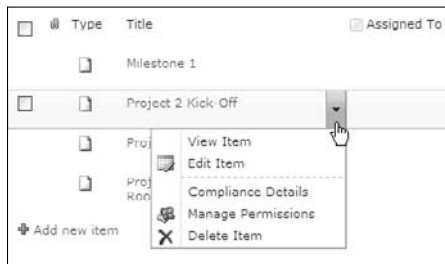 Type Title Assigned To
Milestone 1
Project 2 Kick-Off
Proj
View Item
Edit Item
Proj
Roo
Compliance Details
Manage Permissions
Delete Item
Add new item